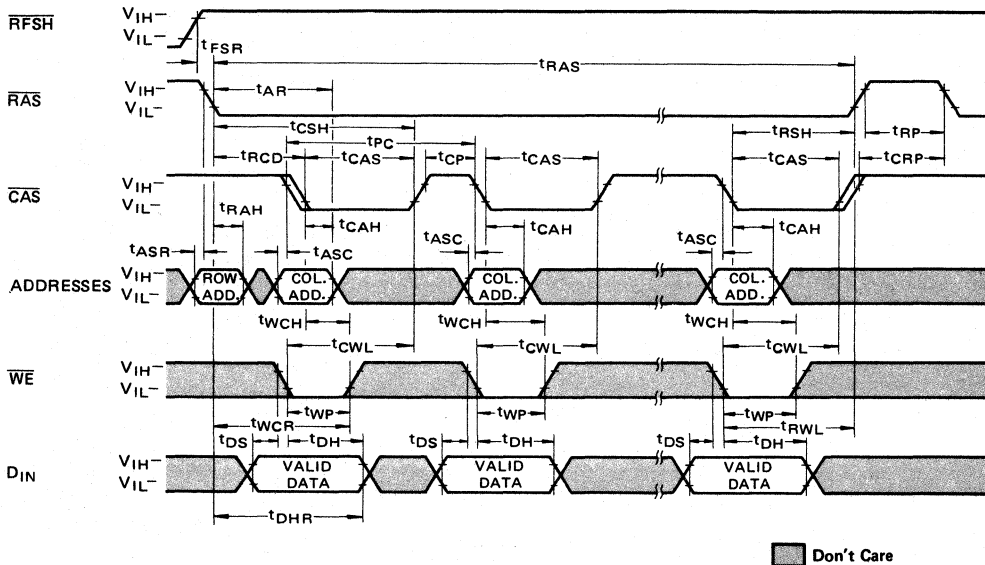 RFSH VIH– VIL–
tFSR
tRAS
RAS VIH– VIL–
tAR
tCSH tRSH tRP
tPC
tRCD tCAS tCP tCAS tCAS tCRP
CAS VIH– VIL–
tRAH
tCAH tCAH tCAH
tASR tASC tASC tASC
ADDRESSES VIH– VIL–
ROW ADD. COL. ADD. COL. ADD. COL. ADD.
tWCH tWCH tWCH
tCWL tCWL tCWL
WE VIH– VIL–
tWP tWP tWP
tWCR tRWL
tDS tDH tDS tDH tDS tDH
DIN VIH– VIL–
VALID DATA VALID DATA VALID DATA
tDHR
Don't Care